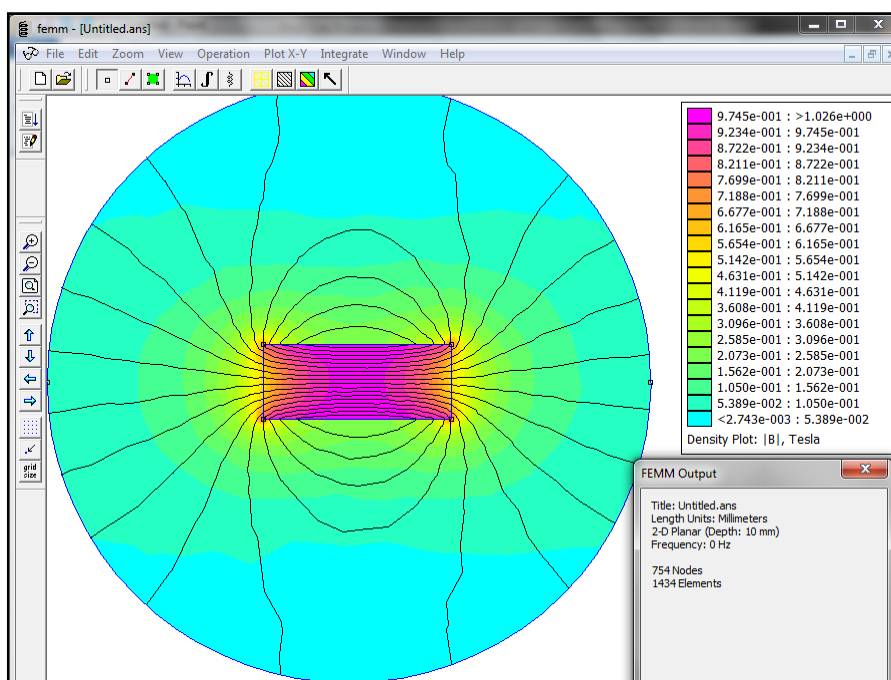 femm - [Untitled.ans]
File Edit Zoom View Operation Plot X-Y Integrate Window Help
grid
size
9.745e-001 : >1.026e+000
9.234e-001 : 9.745e-001
8.722e-001 : 9.234e-001
8.211e-001 : 8.722e-001
7.699e-001 : 8.211e-001
7.188e-001 : 7.699e-001
6.677e-001 : 7.188e-001
6.165e-001 : 6.677e-001
5.654e-001 : 6.165e-001
5.142e-001 : 5.654e-001
4.631e-001 : 5.142e-001
4.119e-001 : 4.631e-001
3.608e-001 : 4.119e-001
3.096e-001 : 3.608e-001
2.585e-001 : 3.096e-001
2.073e-001 : 2.585e-001
1.562e-001 : 2.073e-001
1.050e-001 : 1.562e-001
5.389e-002 : 1.050e-001
<2.743e-003 : 5.389e-002
Density Plot: |B|, Tesla
FEMM Output
Title: Untitled.ans
Length Units: Millimeters
2-D Planar (Depth: 10 mm)
Frequency: 0 Hz
754 Nodes
1434 Elements